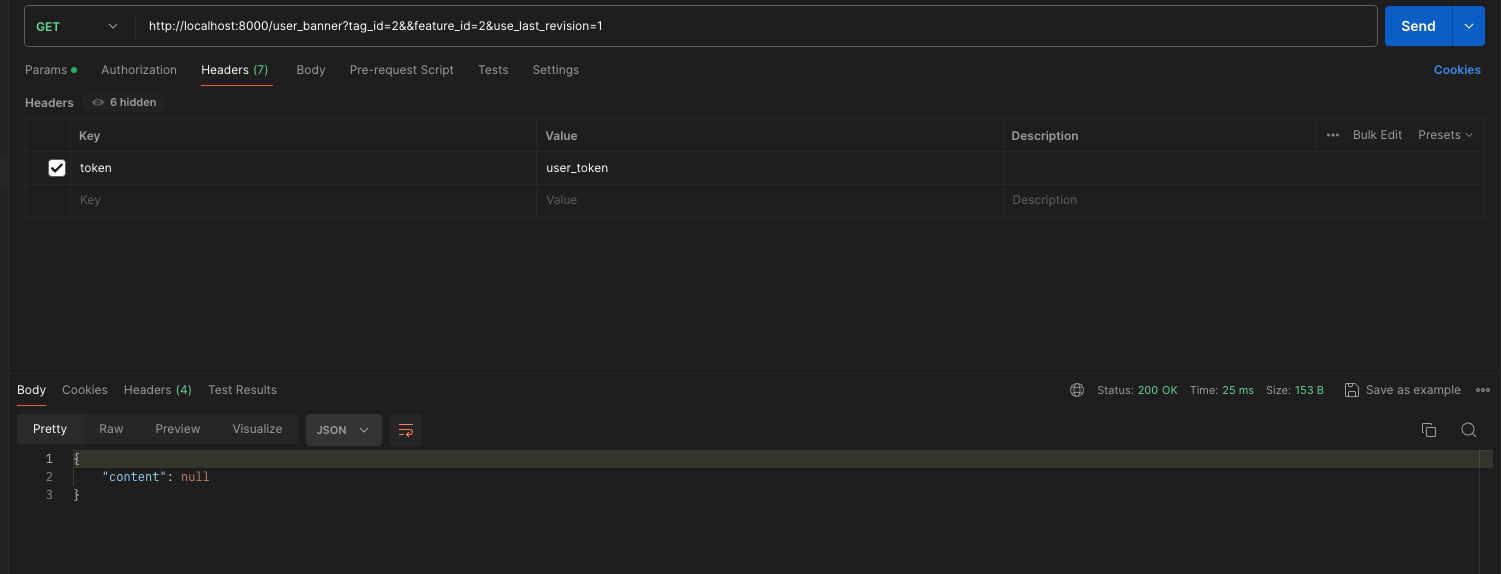 GET http://localhost:8000/user_banner?tag_id=2&&feature_id=2&use_last_revision=1 Send
Params Authorization Headers (7) Body Pre-request Script Tests Settings Cookies
Headers 6 hidden
Key Value Description Bulk Edit Presets
token user_token
Key Value Description
Body Cookies Headers (4) Test Results Status: 200 OK Time: 25 ms Size: 153 B Save as example
Pretty Raw Preview Visualize JSON
1 {
2 "content": null
3 }